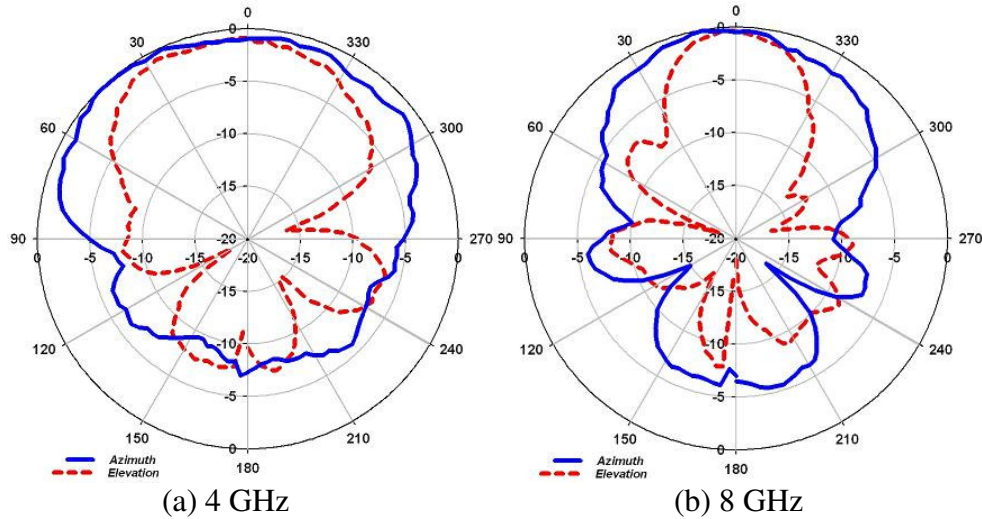 0 0
30 330 30 330
0 0
-5 -5
60 300 60 300
-10 -10
-15 -15
90 -5 -10 -15 -20 -15 -10 -5 270 90 -5 -10 -15 -20 -15 -10 -5 0 270
-15 -15
120 -10 240 120 -10 240
-5 -5
150 0 210 150 0 210
180 180
Azimuth Azimuth
Elevation Elevation
(a) 4 GHz (b) 8 GHz